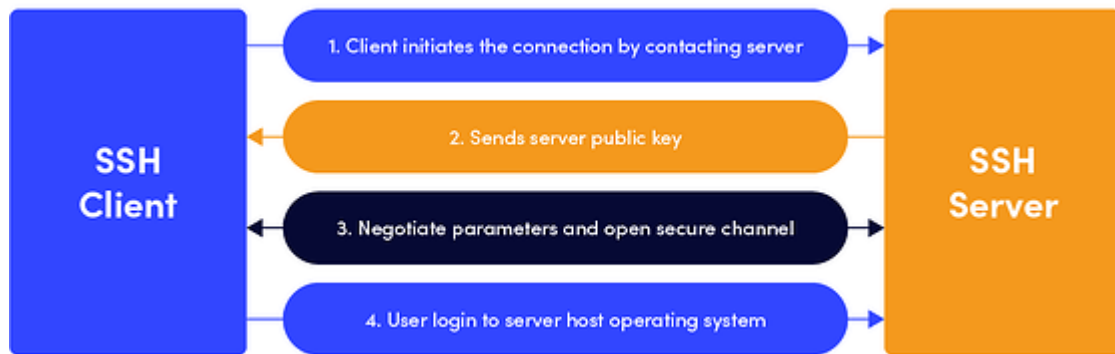 SSH
Client
1. Client initiates the connection by contacting server
2. Sends server public key
3. Negotiate parameters and open secure channel
4. User login to server host operating system
SSH
Server